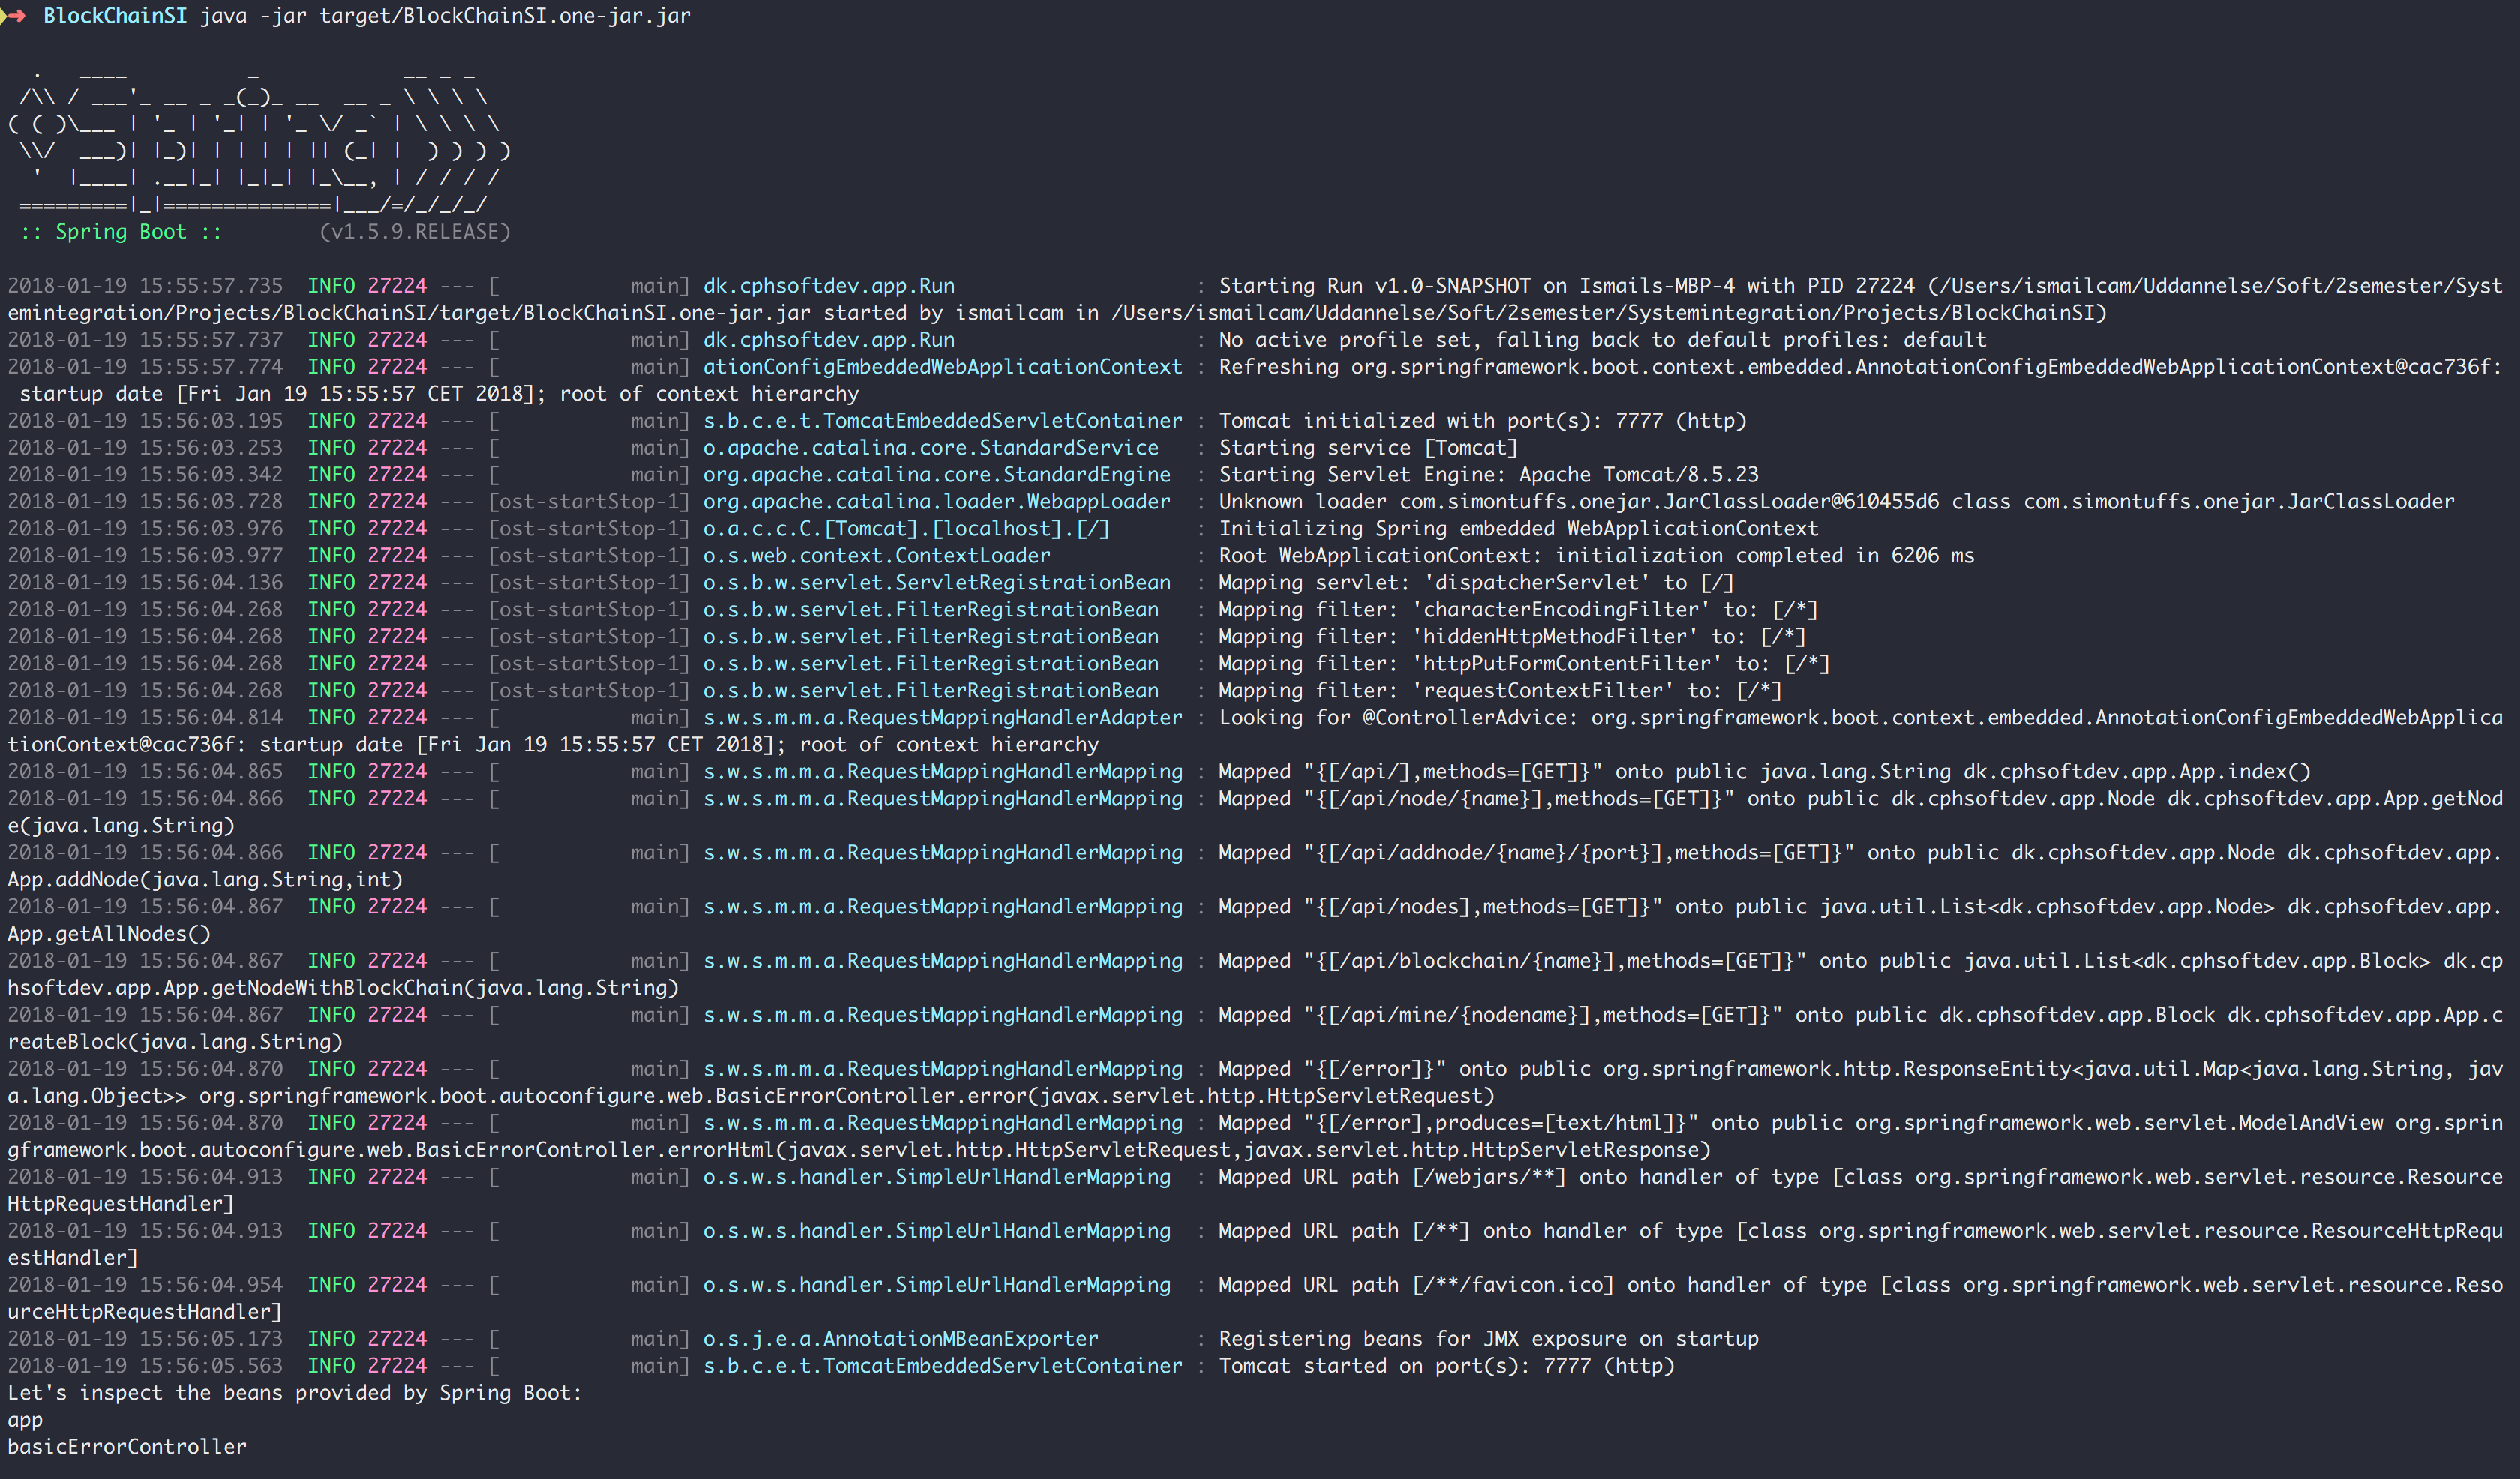 ➜  BlockChainSI java -jar target/BlockChainSI.one-jar.jar

  .   ____          _            __ _ _
 /\\ / ___'_ __ _ _(_)_ __  __ _ \ \ \ \
( ( )\___ | '_ | '_| | '_ \/ _` | \ \ \ \
 \\/  ___)| |_)| | | | | || (_| |  ) ) ) )
  '  |____| .__|_| |_|_| |_\__, | / / / /
 =========|_|==============|___/=/_/_/_/
 :: Spring Boot ::        (v1.5.9.RELEASE)

2018-01-19 15:55:57.735  INFO 27224 --- [           main] dk.cphsoftdev.app.Run                    : Starting Run v1.0-SNAPSHOT on Ismails-MBP-4 with PID 27224 (/Users/ismailcam/Uddannelse/Soft/2semester/Syst
emintegration/Projects/BlockChainSI/target/BlockChainSI.one-jar.jar started by ismailcam in /Users/ismailcam/Uddannelse/Soft/2semester/Systemintegration/Projects/BlockChainSI)
2018-01-19 15:55:57.737  INFO 27224 --- [           main] dk.cphsoftdev.app.Run                    : No active profile set, falling back to default profiles: default
2018-01-19 15:55:57.774  INFO 27224 --- [           main] ationConfigEmbeddedWebApplicationContext : Refreshing org.springframework.boot.context.embedded.AnnotationConfigEmbeddedWebApplicationContext@cac736f:
 startup date [Fri Jan 19 15:55:57 CET 2018]; root of context hierarchy
2018-01-19 15:56:03.195  INFO 27224 --- [           main] s.b.c.e.t.TomcatEmbeddedServletContainer : Tomcat initialized with port(s): 7777 (http)
2018-01-19 15:56:03.253  INFO 27224 --- [           main] o.apache.catalina.core.StandardService   : Starting service [Tomcat]
2018-01-19 15:56:03.342  INFO 27224 --- [           main] org.apache.catalina.core.StandardEngine  : Starting Servlet Engine: Apache Tomcat/8.5.23
2018-01-19 15:56:03.728  INFO 27224 --- [ost-startStop-1] org.apache.catalina.loader.WebappLoader  : Unknown loader com.simontuffs.onejar.JarClassLoader@610455d6 class com.simontuffs.onejar.JarClassLoader
2018-01-19 15:56:03.976  INFO 27224 --- [ost-startStop-1] o.a.c.c.C.[Tomcat].[localhost].[/]       : Initializing Spring embedded WebApplicationContext
2018-01-19 15:56:03.977  INFO 27224 --- [ost-startStop-1] o.s.web.context.ContextLoader            : Root WebApplicationContext: initialization completed in 6206 ms
2018-01-19 15:56:04.136  INFO 27224 --- [ost-startStop-1] o.s.b.w.servlet.ServletRegistrationBean  : Mapping servlet: 'dispatcherServlet' to [/]
2018-01-19 15:56:04.268  INFO 27224 --- [ost-startStop-1] o.s.b.w.servlet.FilterRegistrationBean   : Mapping filter: 'characterEncodingFilter' to: [/*]
2018-01-19 15:56:04.268  INFO 27224 --- [ost-startStop-1] o.s.b.w.servlet.FilterRegistrationBean   : Mapping filter: 'hiddenHttpMethodFilter' to: [/*]
2018-01-19 15:56:04.268  INFO 27224 --- [ost-startStop-1] o.s.b.w.servlet.FilterRegistrationBean   : Mapping filter: 'httpPutFormContentFilter' to: [/*]
2018-01-19 15:56:04.268  INFO 27224 --- [ost-startStop-1] o.s.b.w.servlet.FilterRegistrationBean   : Mapping filter: 'requestContextFilter' to: [/*]
2018-01-19 15:56:04.814  INFO 27224 --- [           main] s.w.s.m.m.a.RequestMappingHandlerAdapter : Looking for @ControllerAdvice: org.springframework.boot.context.embedded.AnnotationConfigEmbeddedWebApplica
tionContext@cac736f: startup date [Fri Jan 19 15:55:57 CET 2018]; root of context hierarchy
2018-01-19 15:56:04.865  INFO 27224 --- [           main] s.w.s.m.m.a.RequestMappingHandlerMapping : Mapped "{[/api/],methods=[GET]}" onto public java.lang.String dk.cphsoftdev.app.App.index()
2018-01-19 15:56:04.866  INFO 27224 --- [           main] s.w.s.m.m.a.RequestMappingHandlerMapping : Mapped "{[/api/node/{name}],methods=[GET]}" onto public dk.cphsoftdev.app.Node dk.cphsoftdev.app.App.getNod
e(java.lang.String)
2018-01-19 15:56:04.866  INFO 27224 --- [           main] s.w.s.m.m.a.RequestMappingHandlerMapping : Mapped "{[/api/addnode/{name}/{port}],methods=[GET]}" onto public dk.cphsoftdev.app.Node dk.cphsoftdev.app.
App.addNode(java.lang.String,int)
2018-01-19 15:56:04.867  INFO 27224 --- [           main] s.w.s.m.m.a.RequestMappingHandlerMapping : Mapped "{[/api/nodes],methods=[GET]}" onto public java.util.List<dk.cphsoftdev.app.Node> dk.cphsoftdev.app.
App.getAllNodes()
2018-01-19 15:56:04.867  INFO 27224 --- [           main] s.w.s.m.m.a.RequestMappingHandlerMapping : Mapped "{[/api/blockchain/{name}],methods=[GET]}" onto public java.util.List<dk.cphsoftdev.app.Block> dk.cp
hsoftdev.app.App.getNodeWithBlockChain(java.lang.String)
2018-01-19 15:56:04.867  INFO 27224 --- [           main] s.w.s.m.m.a.RequestMappingHandlerMapping : Mapped "{[/api/mine/{nodename}],methods=[GET]}" onto public dk.cphsoftdev.app.Block dk.cphsoftdev.app.App.c
reateBlock(java.lang.String)
2018-01-19 15:56:04.870  INFO 27224 --- [           main] s.w.s.m.m.a.RequestMappingHandlerMapping : Mapped "{[/error]}" onto public org.springframework.http.ResponseEntity<java.util.Map<java.lang.String, jav
a.lang.Object>> org.springframework.boot.autoconfigure.web.BasicErrorController.error(javax.servlet.http.HttpServletRequest)
2018-01-19 15:56:04.870  INFO 27224 --- [           main] s.w.s.m.m.a.RequestMappingHandlerMapping : Mapped "{[/error],produces=[text/html]}" onto public org.springframework.web.servlet.ModelAndView org.sprin
gframework.boot.autoconfigure.web.BasicErrorController.errorHtml(javax.servlet.http.HttpServletRequest,javax.servlet.http.HttpServletResponse)
2018-01-19 15:56:04.913  INFO 27224 --- [           main] o.s.w.s.handler.SimpleUrlHandlerMapping  : Mapped URL path [/webjars/**] onto handler of type [class org.springframework.web.servlet.resource.Resource
HttpRequestHandler]
2018-01-19 15:56:04.913  INFO 27224 --- [           main] o.s.w.s.handler.SimpleUrlHandlerMapping  : Mapped URL path [/**] onto handler of type [class org.springframework.web.servlet.resource.ResourceHttpRequ
estHandler]
2018-01-19 15:56:04.954  INFO 27224 --- [           main] o.s.w.s.handler.SimpleUrlHandlerMapping  : Mapped URL path [/**/favicon.ico] onto handler of type [class org.springframework.web.servlet.resource.Reso
urceHttpRequestHandler]
2018-01-19 15:56:05.173  INFO 27224 --- [           main] o.s.j.e.a.AnnotationMBeanExporter        : Registering beans for JMX exposure on startup
2018-01-19 15:56:05.563  INFO 27224 --- [           main] s.b.c.e.t.TomcatEmbeddedServletContainer : Tomcat started on port(s): 7777 (http)
Let's inspect the beans provided by Spring Boot:
app
basicErrorController